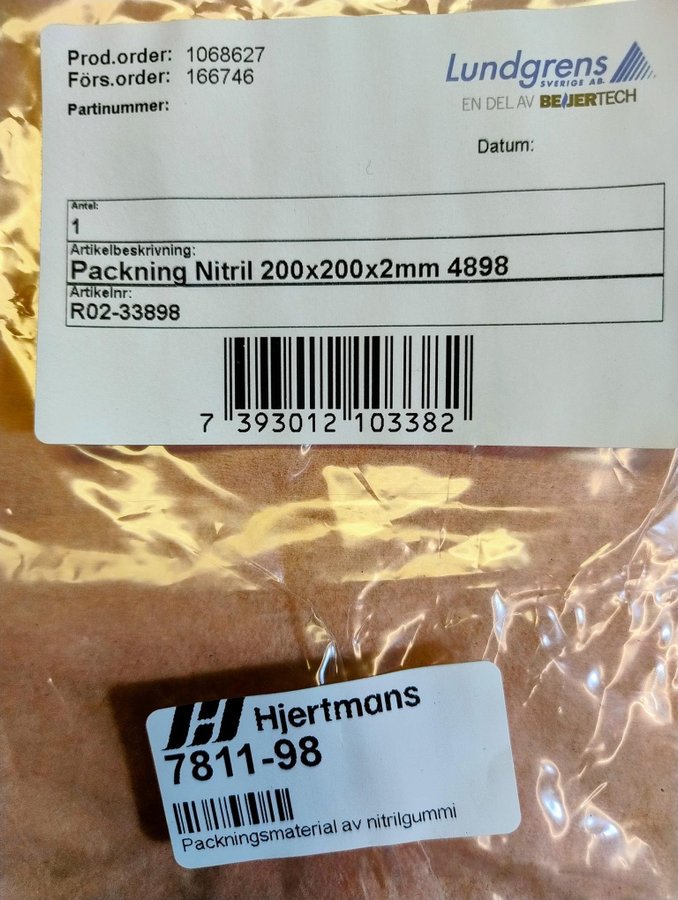 Prod.order: 1068627
Förs.order: 166746
Partinummer:
Lundgrens
SVERIGE AB.
EN DEL AV BEIJERTECH
Datum:
Antal:
1
Artikelbeskrivning:
Packning Nitril 200x200x2mm 4898
Artikelnr:
R02-33898
7 393012 103382
H Hjertmans
7811-98
Packningsmaterial av nitrilgummi